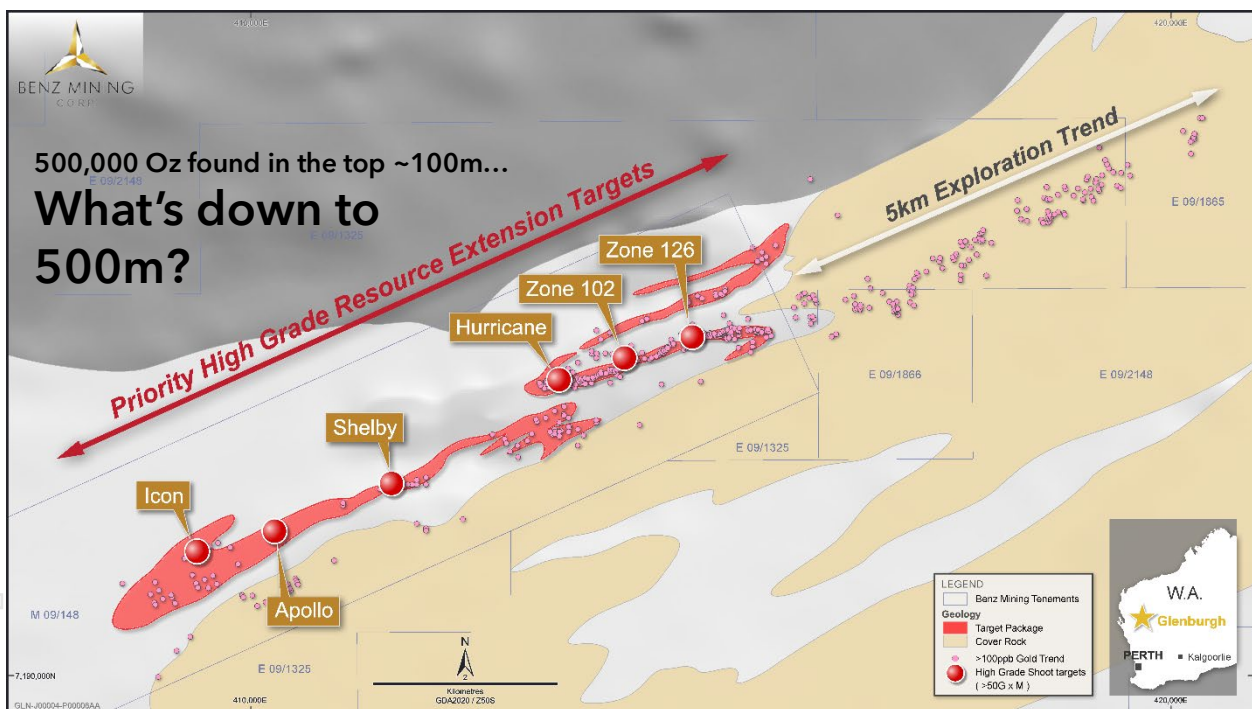 410,000E
420,000E
BENZ MINING
CORP
500,000 Oz found in the top ~100m...
What's down to
500m?
E 09/2148
E 09/1325
Priority High Grade Resource Extension Targets
5km Exploration Trend
E 09/1865
Zone 126
Zone 102
Hurricane
E 09/1866
E 09/2148
Shelby
E 09/1325
Icon
Apollo
M 09/148
E 09/1325
7,190,000N
410,000E
N
2
Kilometres
GDA2020 / Z50S
LEGEND
Benz Mining Tenements
Geology
Target Package
Cover Rock
>100ppb Gold Trend
High Grade Shoot targets
( >50G x M )
W.A.
Glenburgh
PERTH
Kalgoorlie
GLN-J00004-P00006AA
420,000E